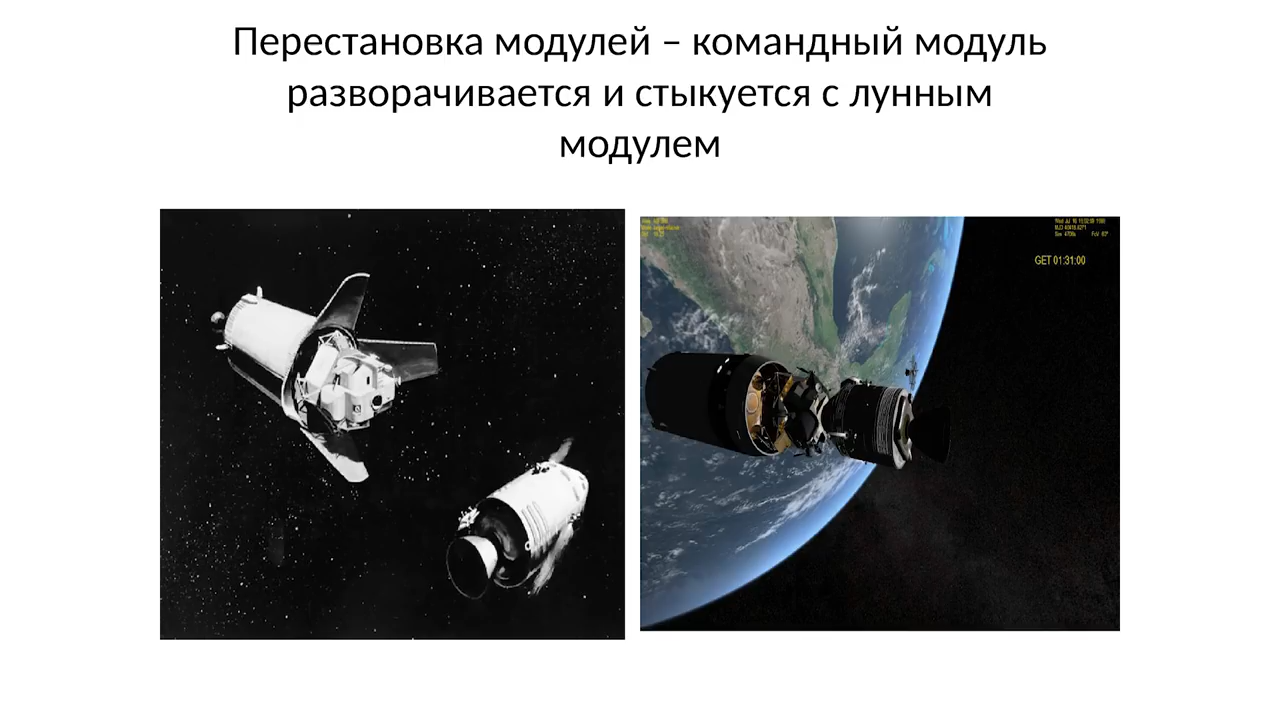 Перестановка модулей – командный модуль
разворачивается и стыкуется с лунным
модулем
GET 01:31:00